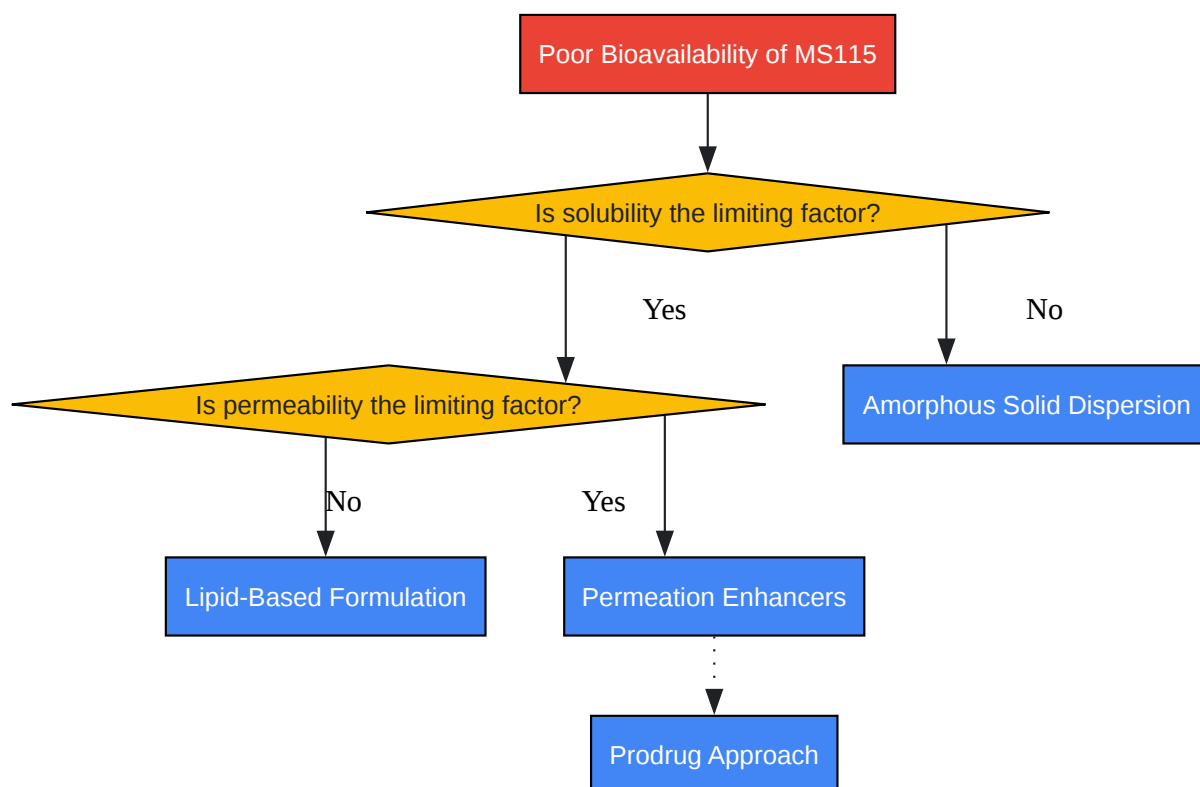 Poor Bioavailability of MS115
Is solubility the limiting factor?
Yes
No
Is permeability the limiting factor?
Amorphous Solid Dispersion
No
Yes
Lipid-Based Formulation
Permeation Enhancers
Prodrug Approach